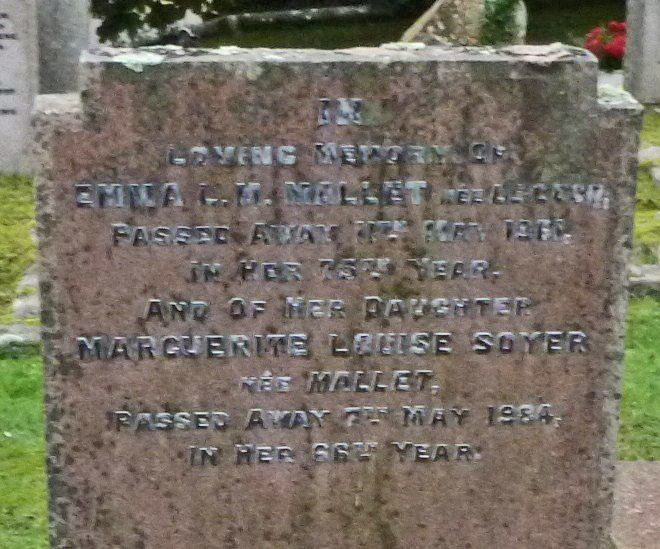 IN
LOVING MEMORY OF
EMMA L. M. MALLET NÉE
PASSED AWAY 11TH MAY
IN HER 75TH YEAR.
AND OF HER DAUGHTER
MARGUERITE LOUISE SOYER
NÉE MALLET,
PASSED AWAY 7TH MAY 1984,
IN HER 86TH YEAR.